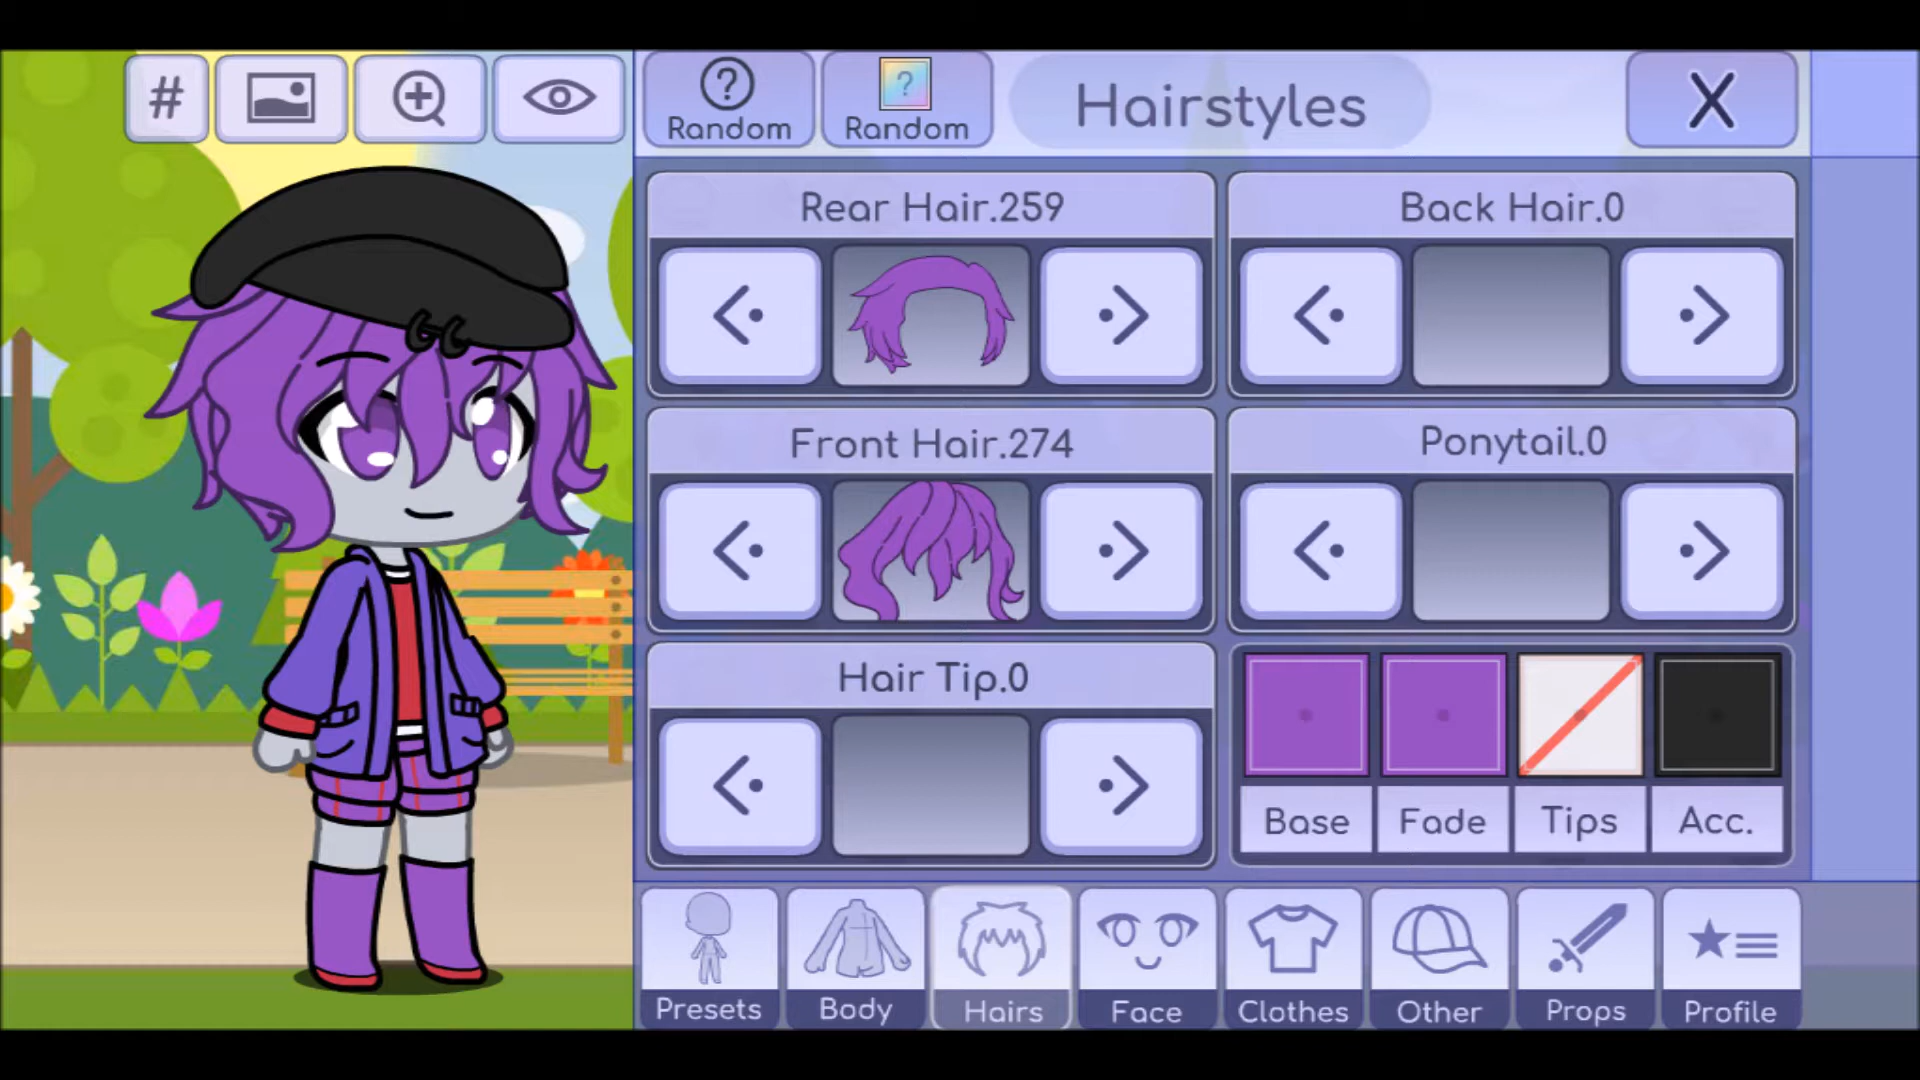 #
? Random
? Random
Hairstyles
X
Rear Hair.259
Back Hair.0
Front Hair.274
Ponytail.0
Hair Tip.0
Base
Fade
Tips
Acc.
Presets
Body
Hairs
Face
Clothes
Other
Props
Profile